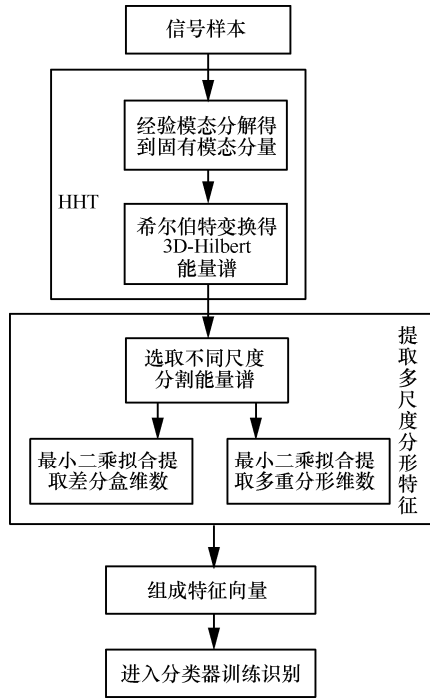 信号样本
经验模态分解得
到固有模态分量
HHT
希尔伯特变换得
3D-Hilbert
能量谱
选取不同尺度
分割能量谱
提取多尺度分形特征
最小二乘拟合提
取差分盒维数
最小二乘拟合提
取多重分形维数
组成特征向量
进入分类器训练识别